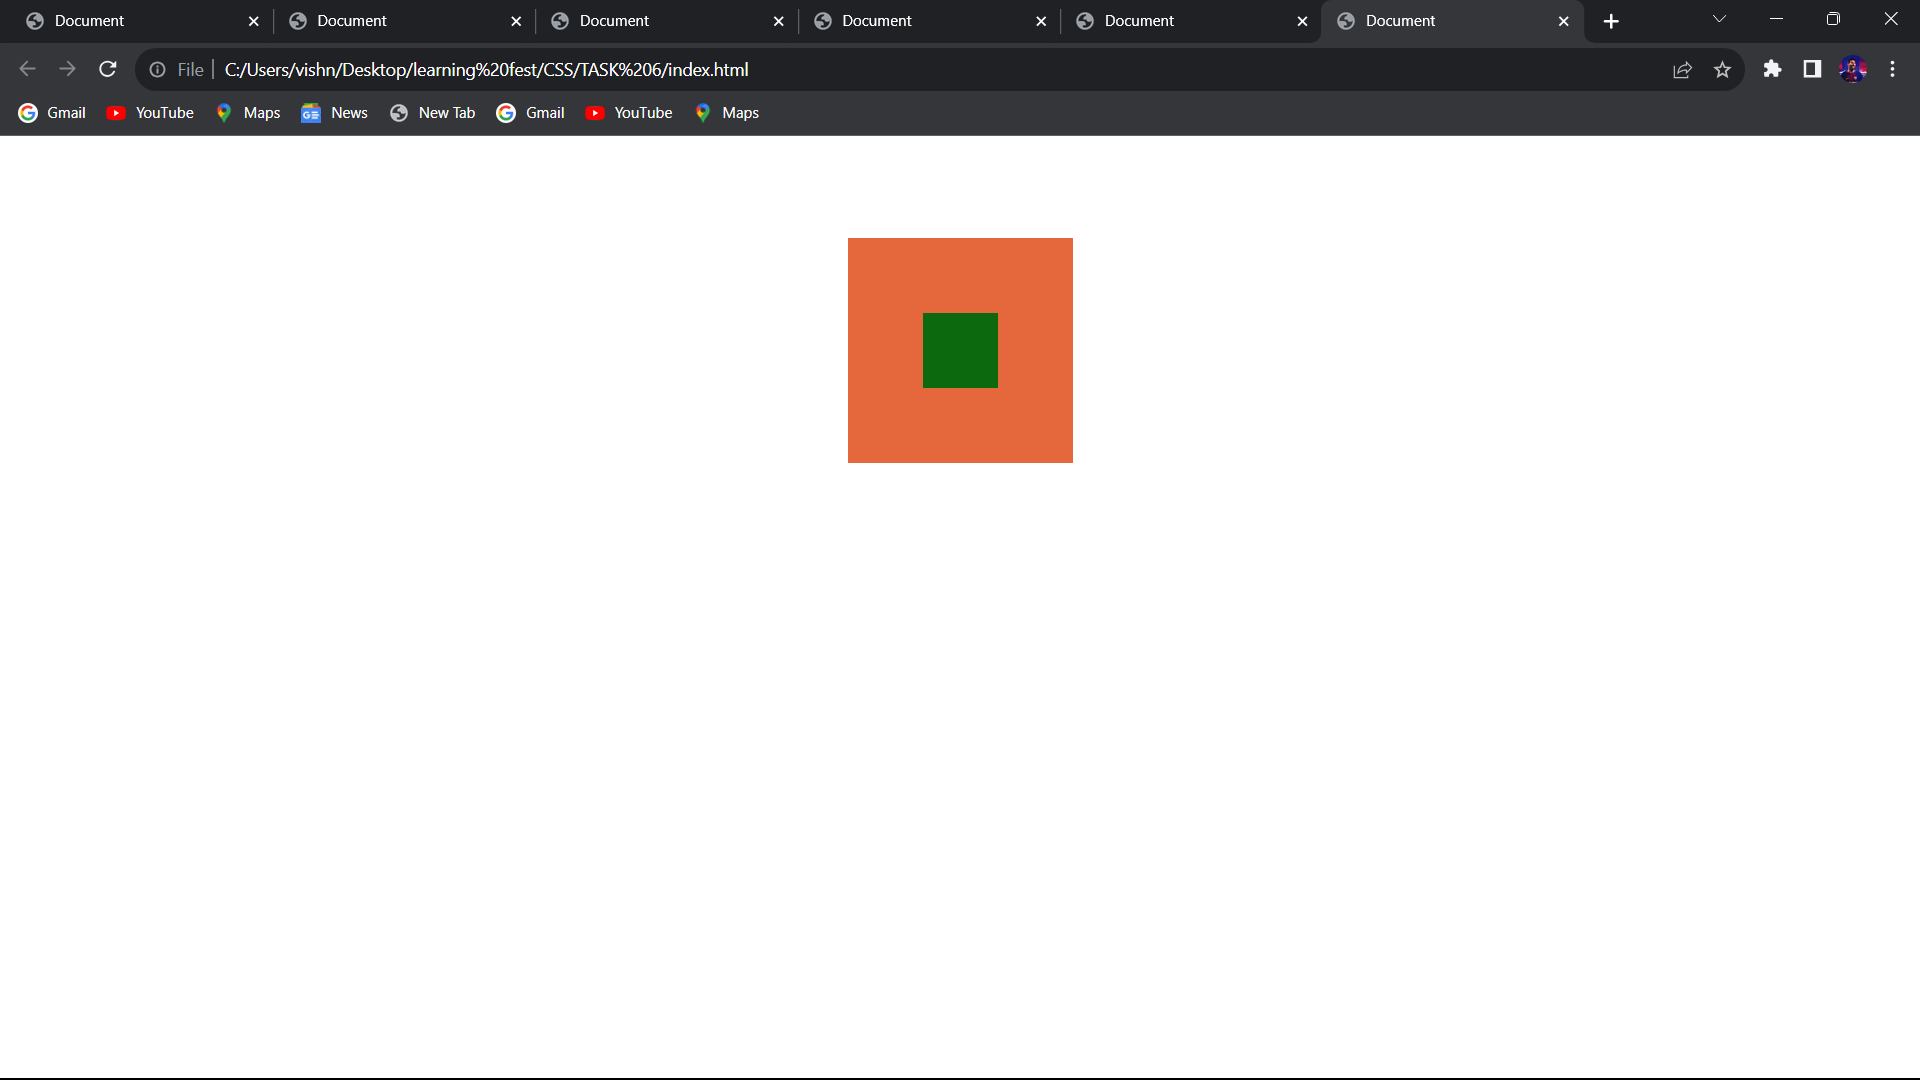 Document Document Document Document Document Document
File C:/Users/vishn/Desktop/learning%20fest/CSS/TASK%206/index.html
Gmail YouTube Maps News New Tab Gmail YouTube Maps